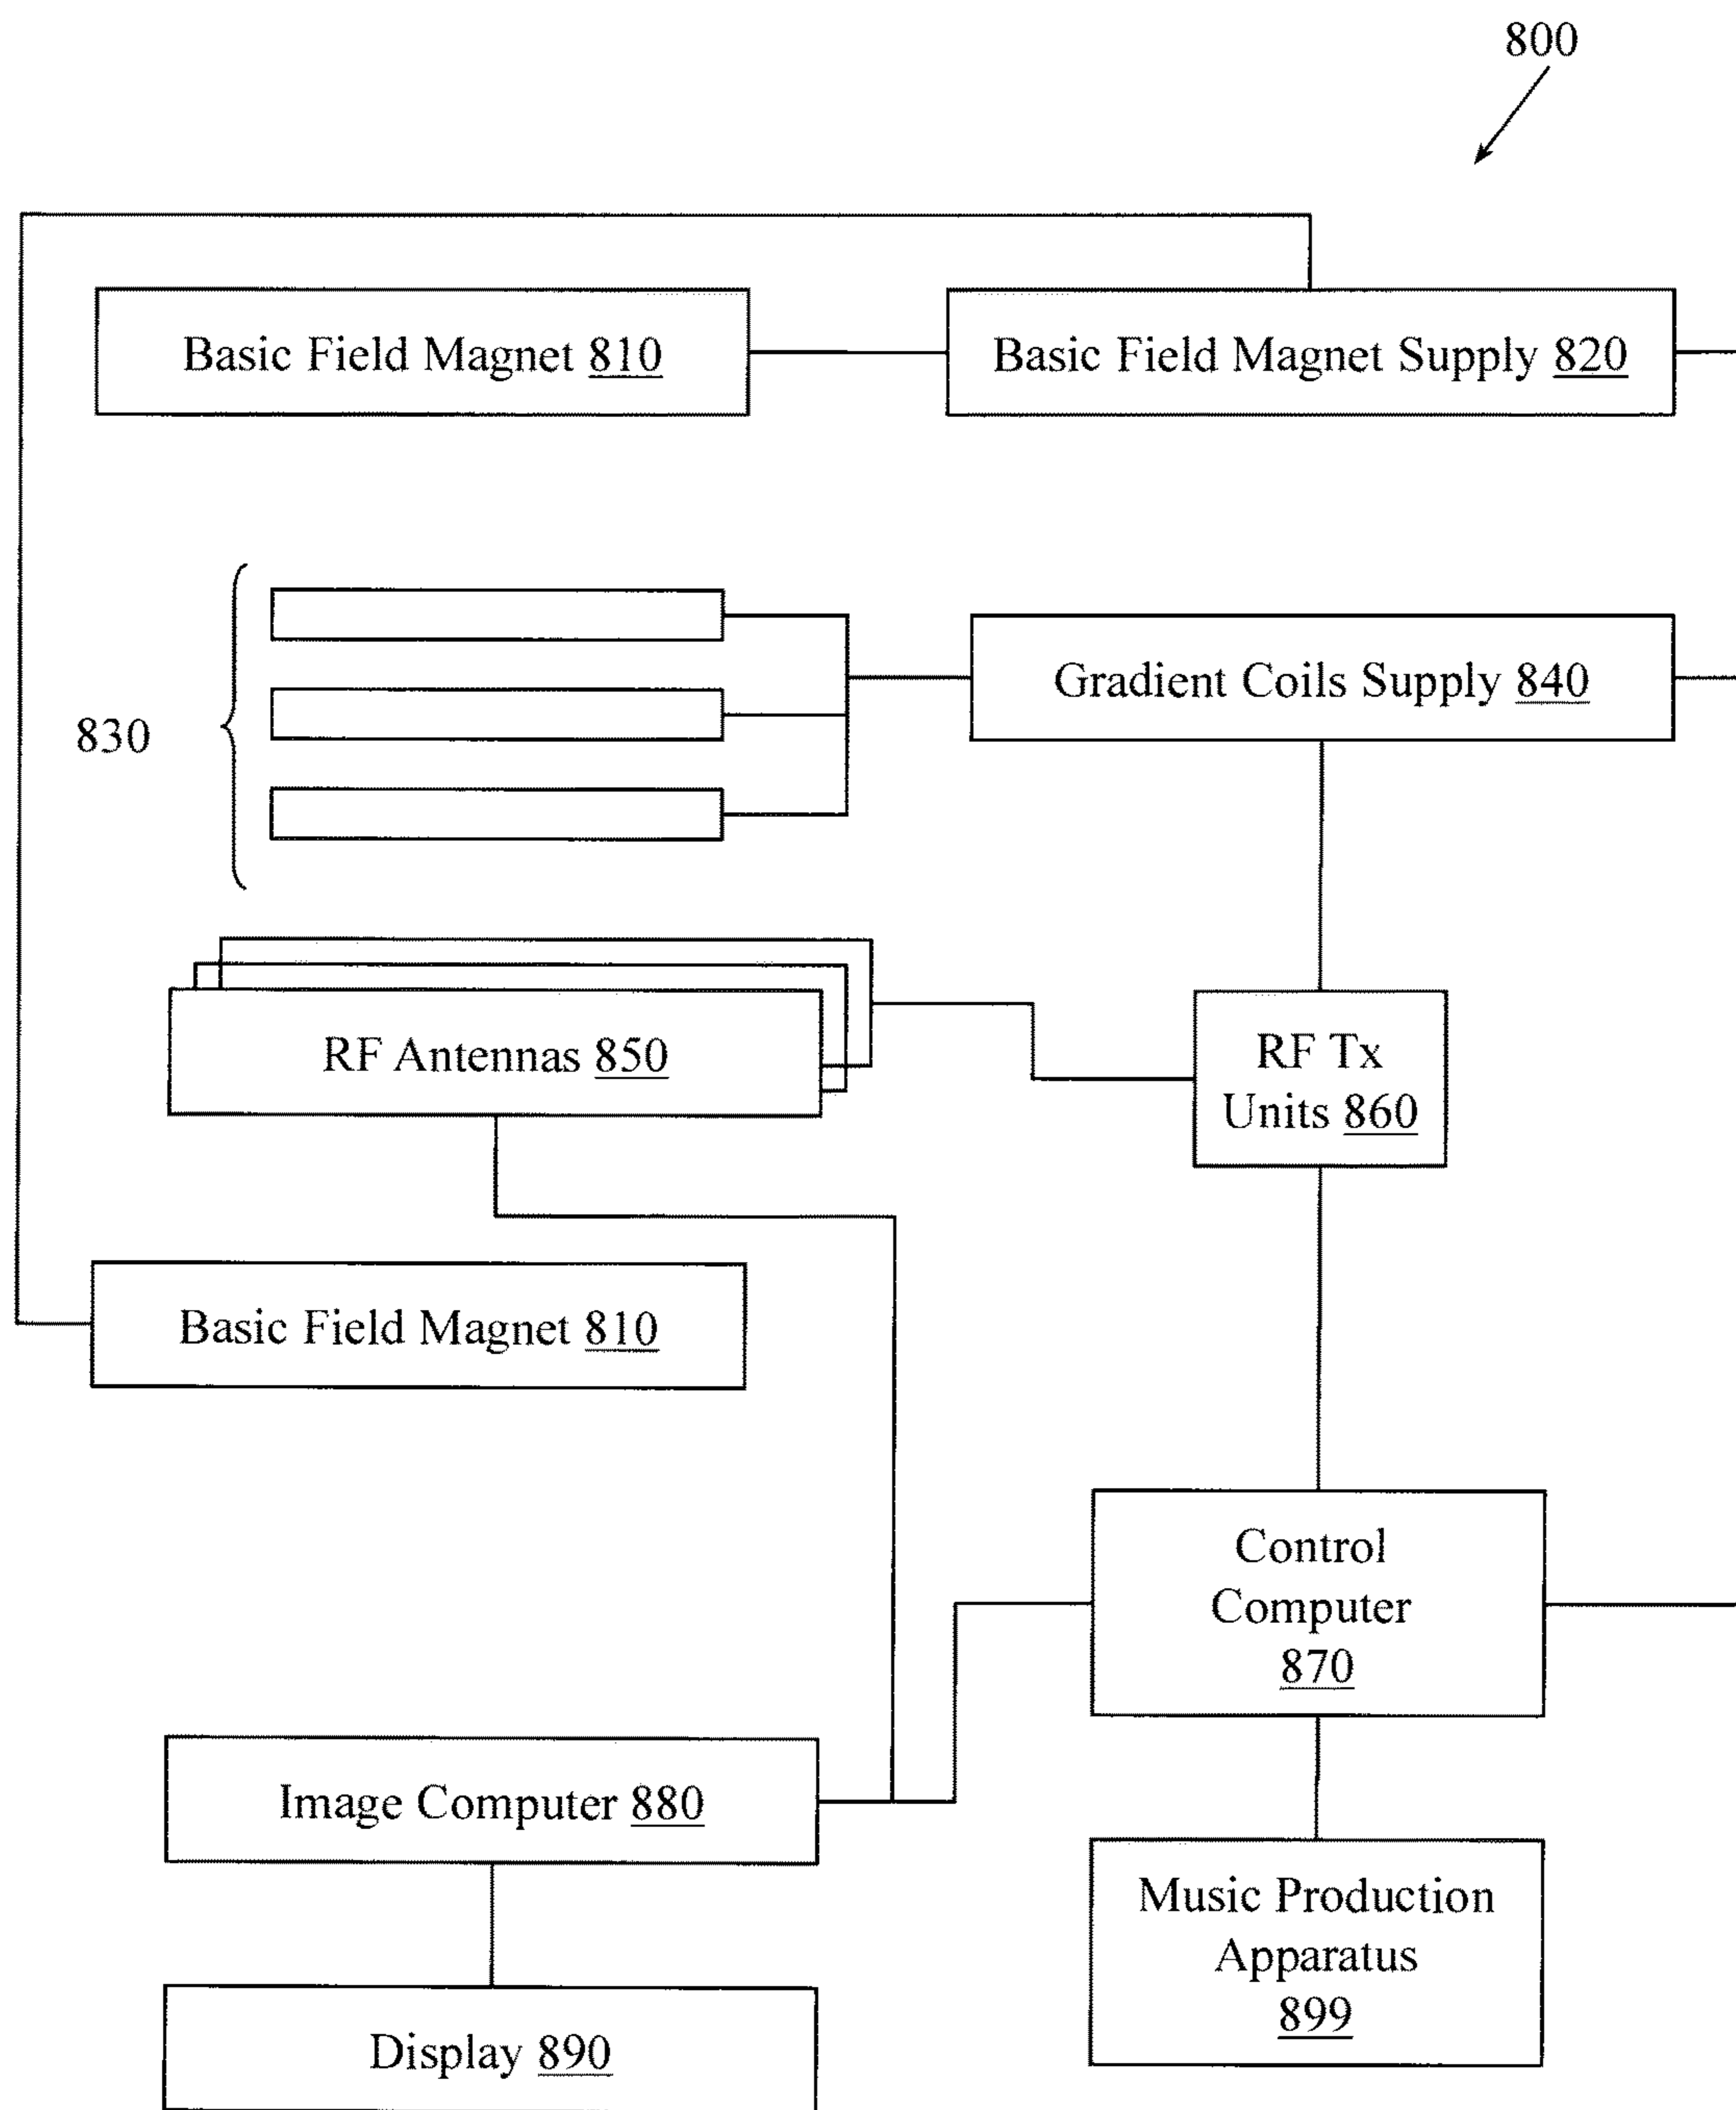 800
Basic Field Magnet 810
Basic Field Magnet Supply 820
Gradient Coils Supply 840
830
RF Antennas 850
RF Tx
Units 860
Basic Field Magnet 810
Control
Computer
870
Image Computer 880
Music Production
Apparatus
899
Display 890